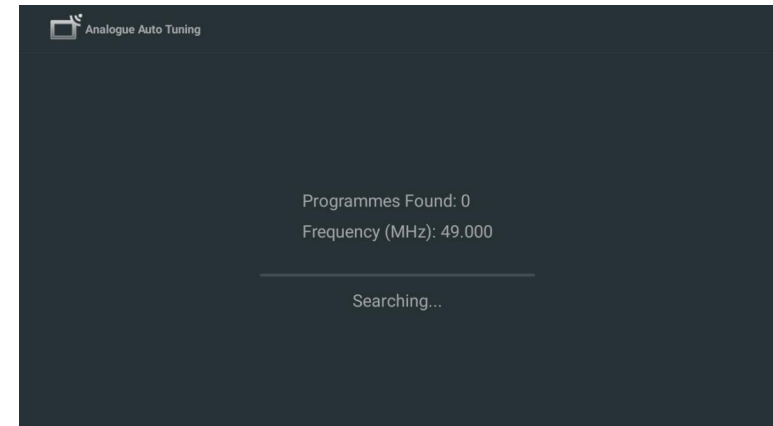 Analogue Auto Tuning
Programmes Found: 0
Frequency (MHz): 49.000
Searching...